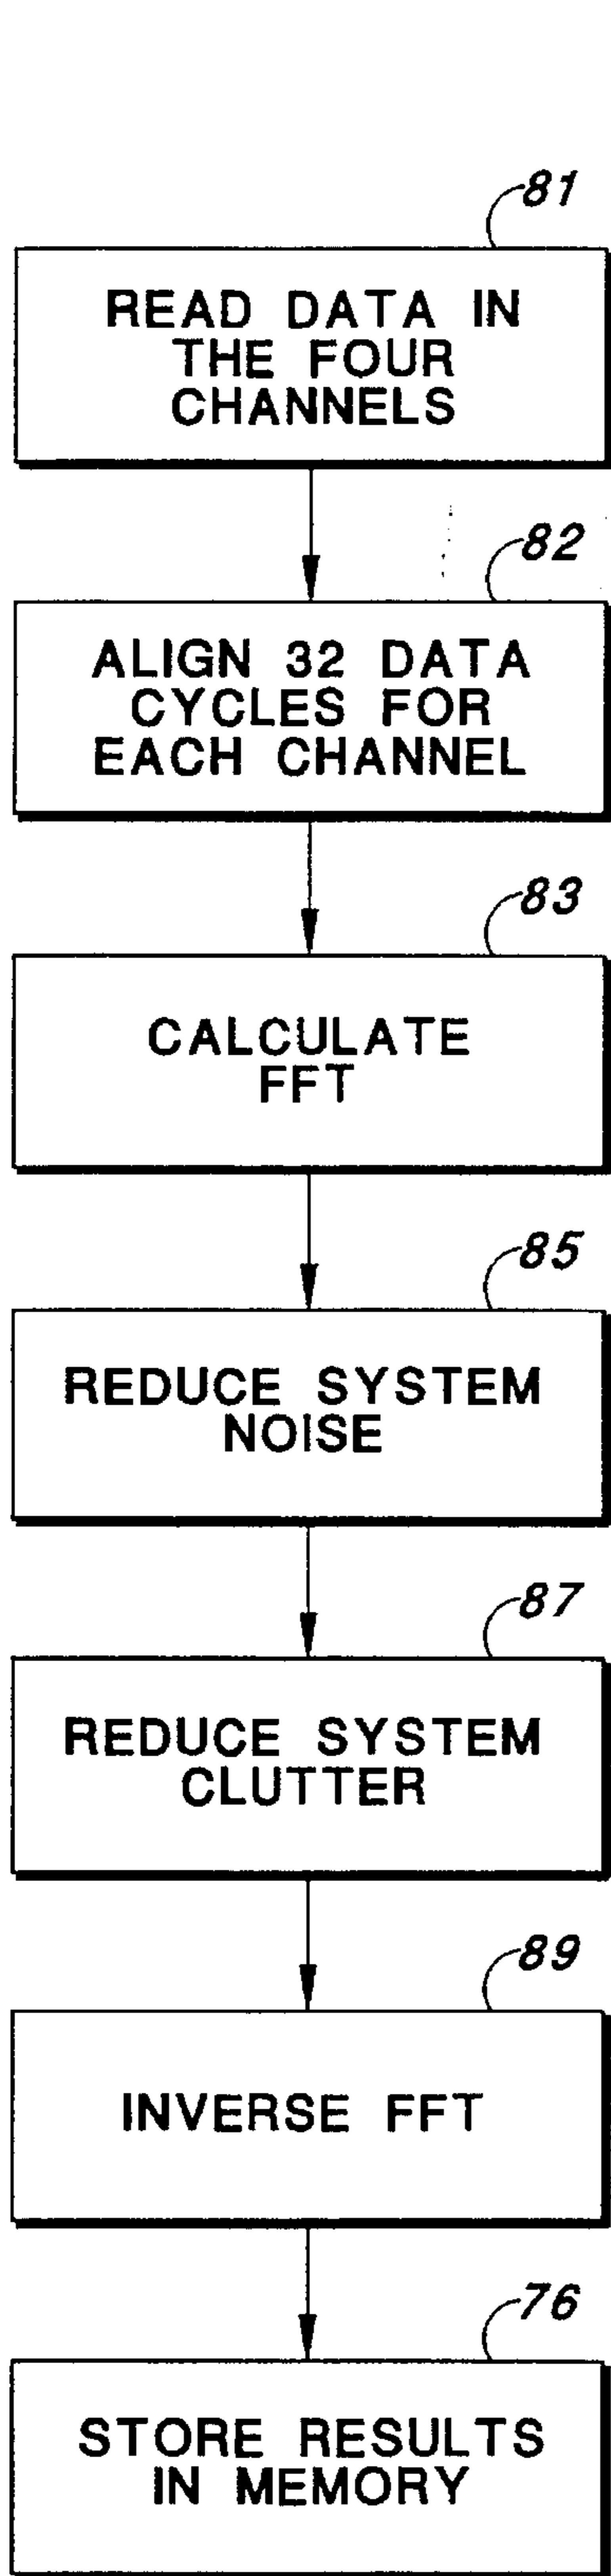 81
READ DATA IN
THE FOUR
CHANNELS
82
ALIGN 32 DATA
CYCLES FOR
EACH CHANNEL
83
CALCULATE
FFT
85
REDUCE SYSTEM
NOISE
87
REDUCE SYSTEM
CLUTTER
89
INVERSE FFT
76
STORE RESULTS
IN MEMORY